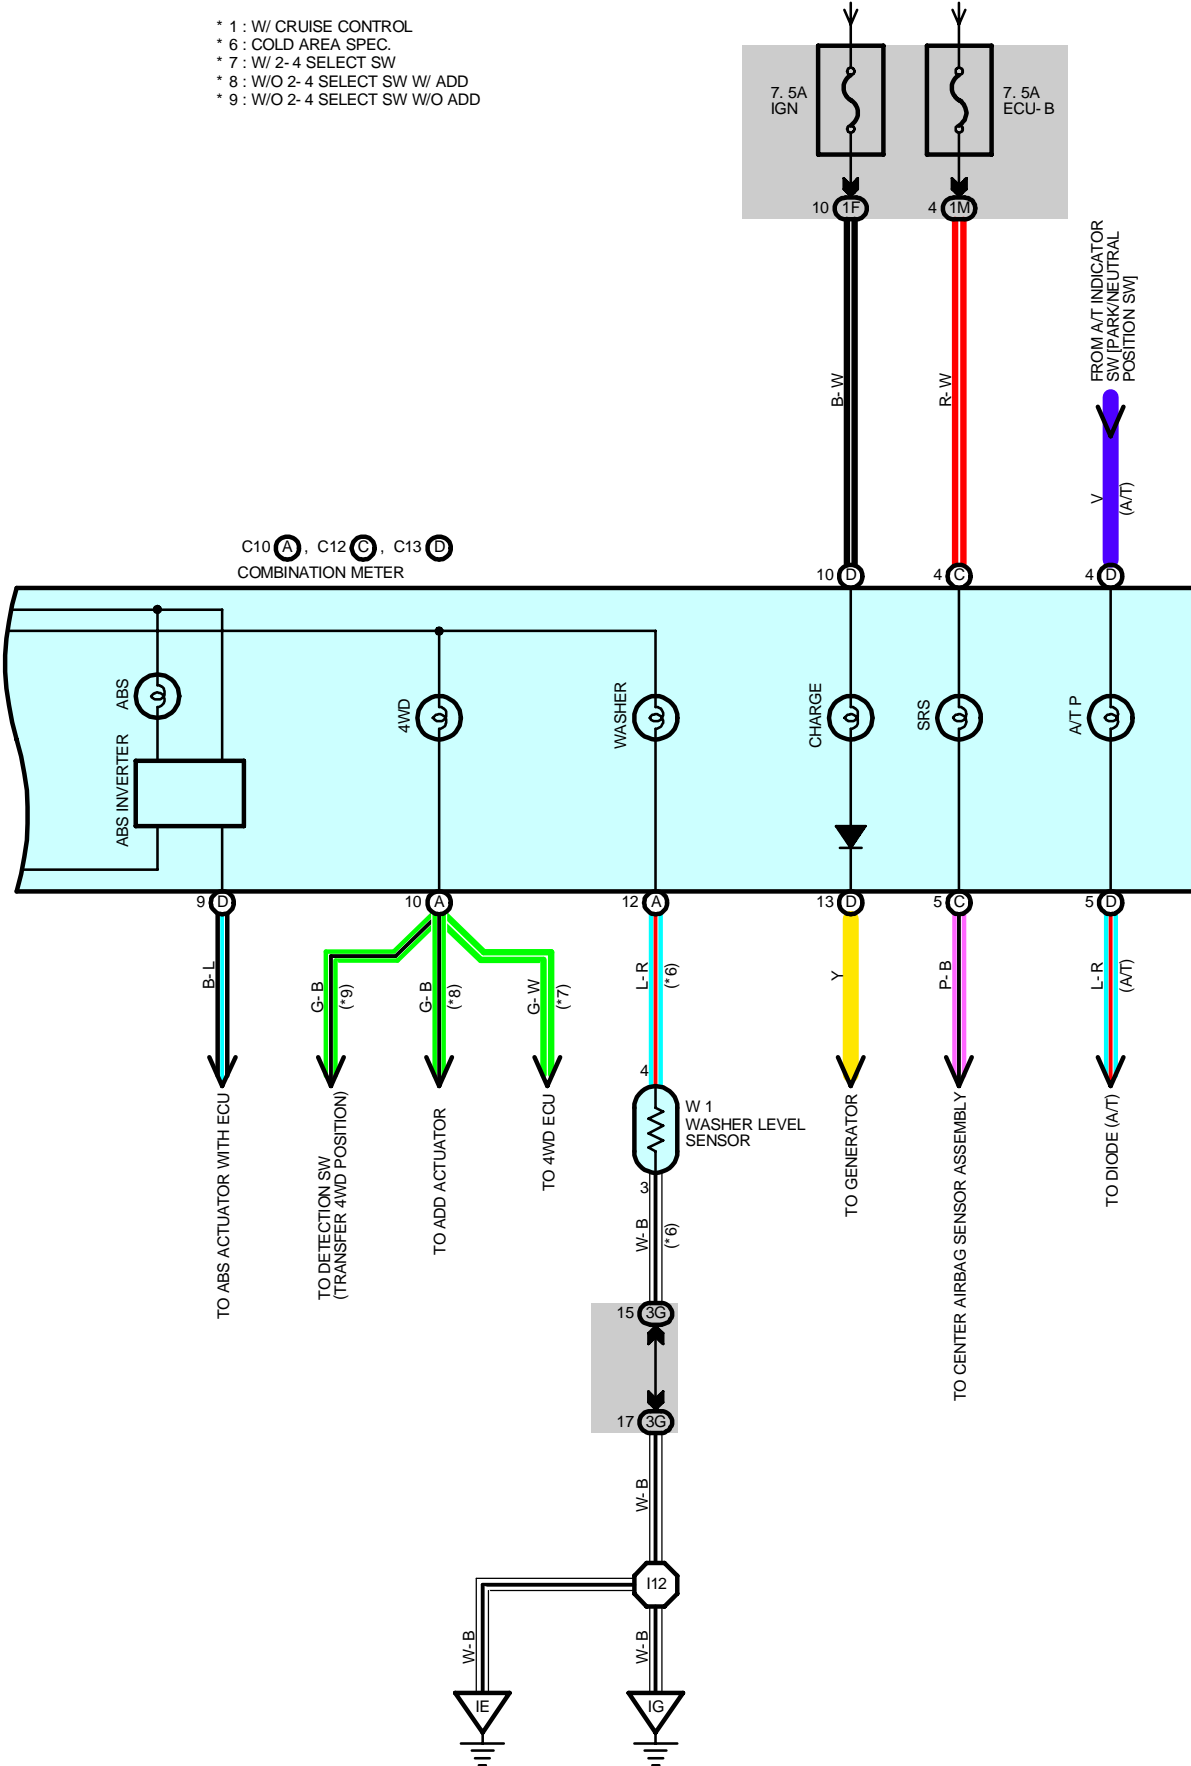 * 1 : W/ CRUISE CONTROL
* 6 : COLD AREA SPEC.
* 7 : W/ 2- 4 SELECT SW
* 8 : W/O 2- 4 SELECT SW W/ ADD
* 9 : W/O 2- 4 SELECT SW W/O ADD
7. 5A
IGN
7. 5A
ECU- B
10 1F
4 1M
FROM A/T INDICATOR
SW [PARK/NEUTRAL
POSITION SW]
B- W
R- W
V
(A/T)
C10 A , C12 C , C13 D
COMBINATION METER
10 D
4 C
4 D
ABS
ABS INVERTER
4WD
WASHER
CHARGE
SRS
A/T P
9 D
10 A
12 A
13 D
5 C
5 D
B- L
G- B
(*9)
G- B
(*8)
G- W
(*7)
L- R
(*6)
Y
P- B
L- R
(A/T)
TO ABS ACTUATOR WITH ECU
TO DETECTION SW
(TRANSFER 4WD POSITION)
TO ADD ACTUATOR
TO 4WD ECU
4
W 1
WASHER LEVEL
SENSOR
3
TO GENERATOR
TO CENTER AIRBAG SENSOR ASSEMBLY
TO DIODE (A/T)
W- B
(*6)
15 3G
17 3G
W- B
I12
W- B
W- B
IE
IG